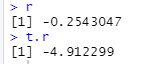 > r
[1] -0.2543047
> t.r
[1] -4.912299